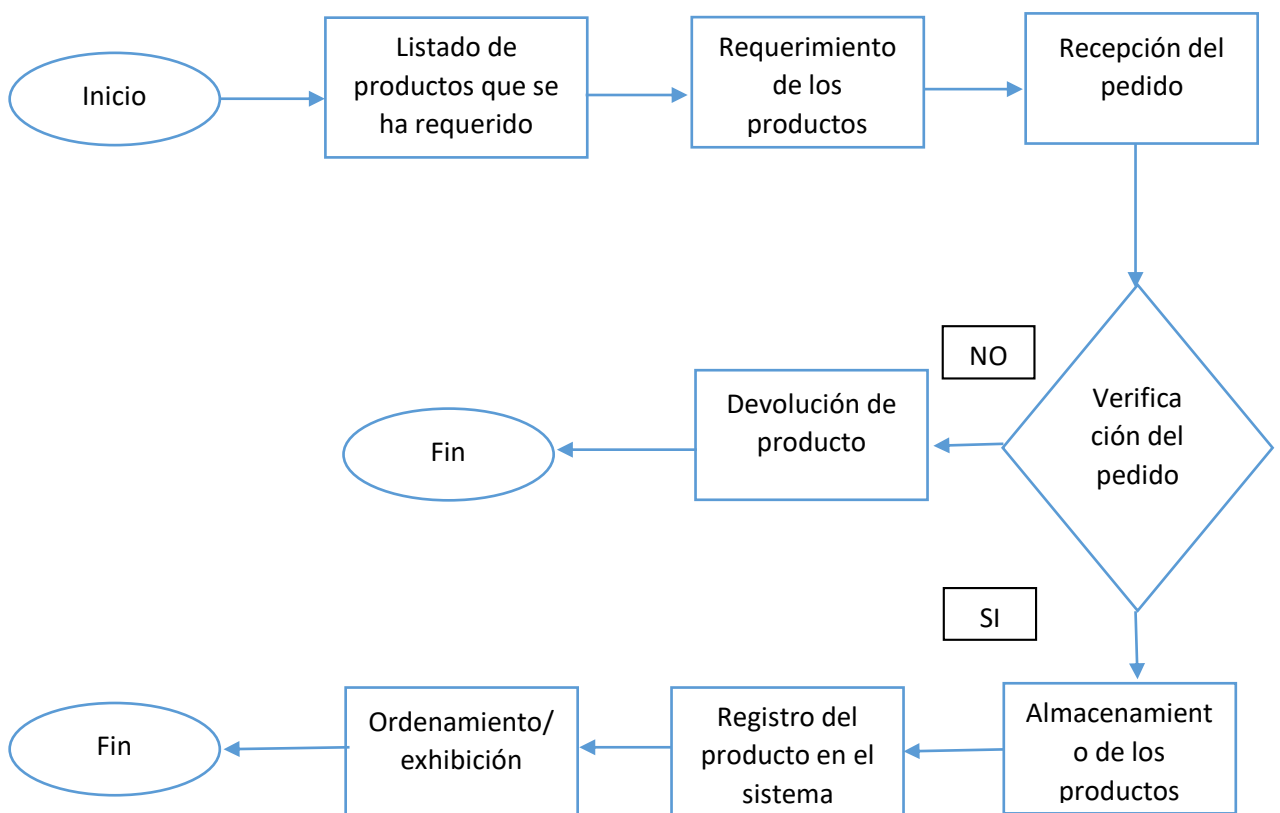 Inicio
Listado de
productos que se
ha requerido
Requerimiento
de los
productos
Recepción del
pedido
NO
Verifica
ción del
pedido
Devolución de
producto
Fin
SI
Almacenamient
o de los
productos
Registro del
producto en el
sistema
Ordenamiento/
exhibición
Fin